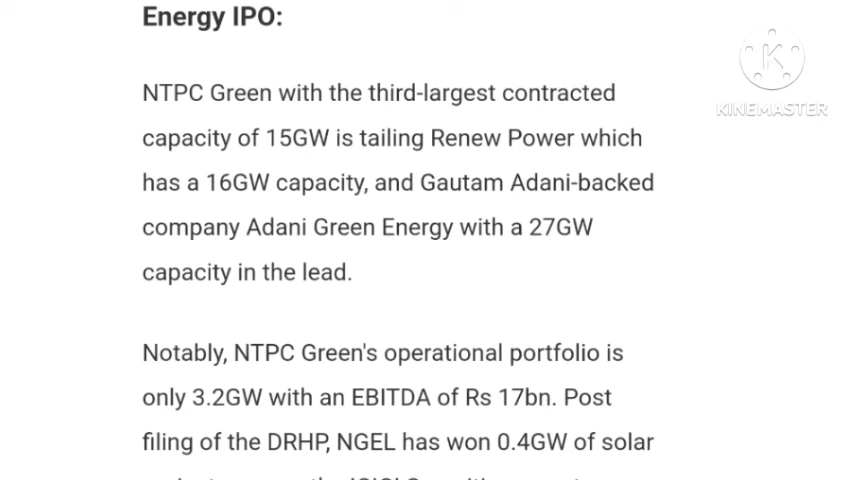 Energy IPO:
NTPC Green with the third-largest contracted
capacity of 15GW is tailing Renew Power which
has a 16GW capacity, and Gautam Adani-backed
company Adani Green Energy with a 27GW
capacity in the lead.
Notably, NTPC Green's operational portfolio is
only 3.2GW with an EBITDA of Rs 17bn. Post
filing of the DRHP, NGEL has won 0.4GW of solar
K
KINEMASTER